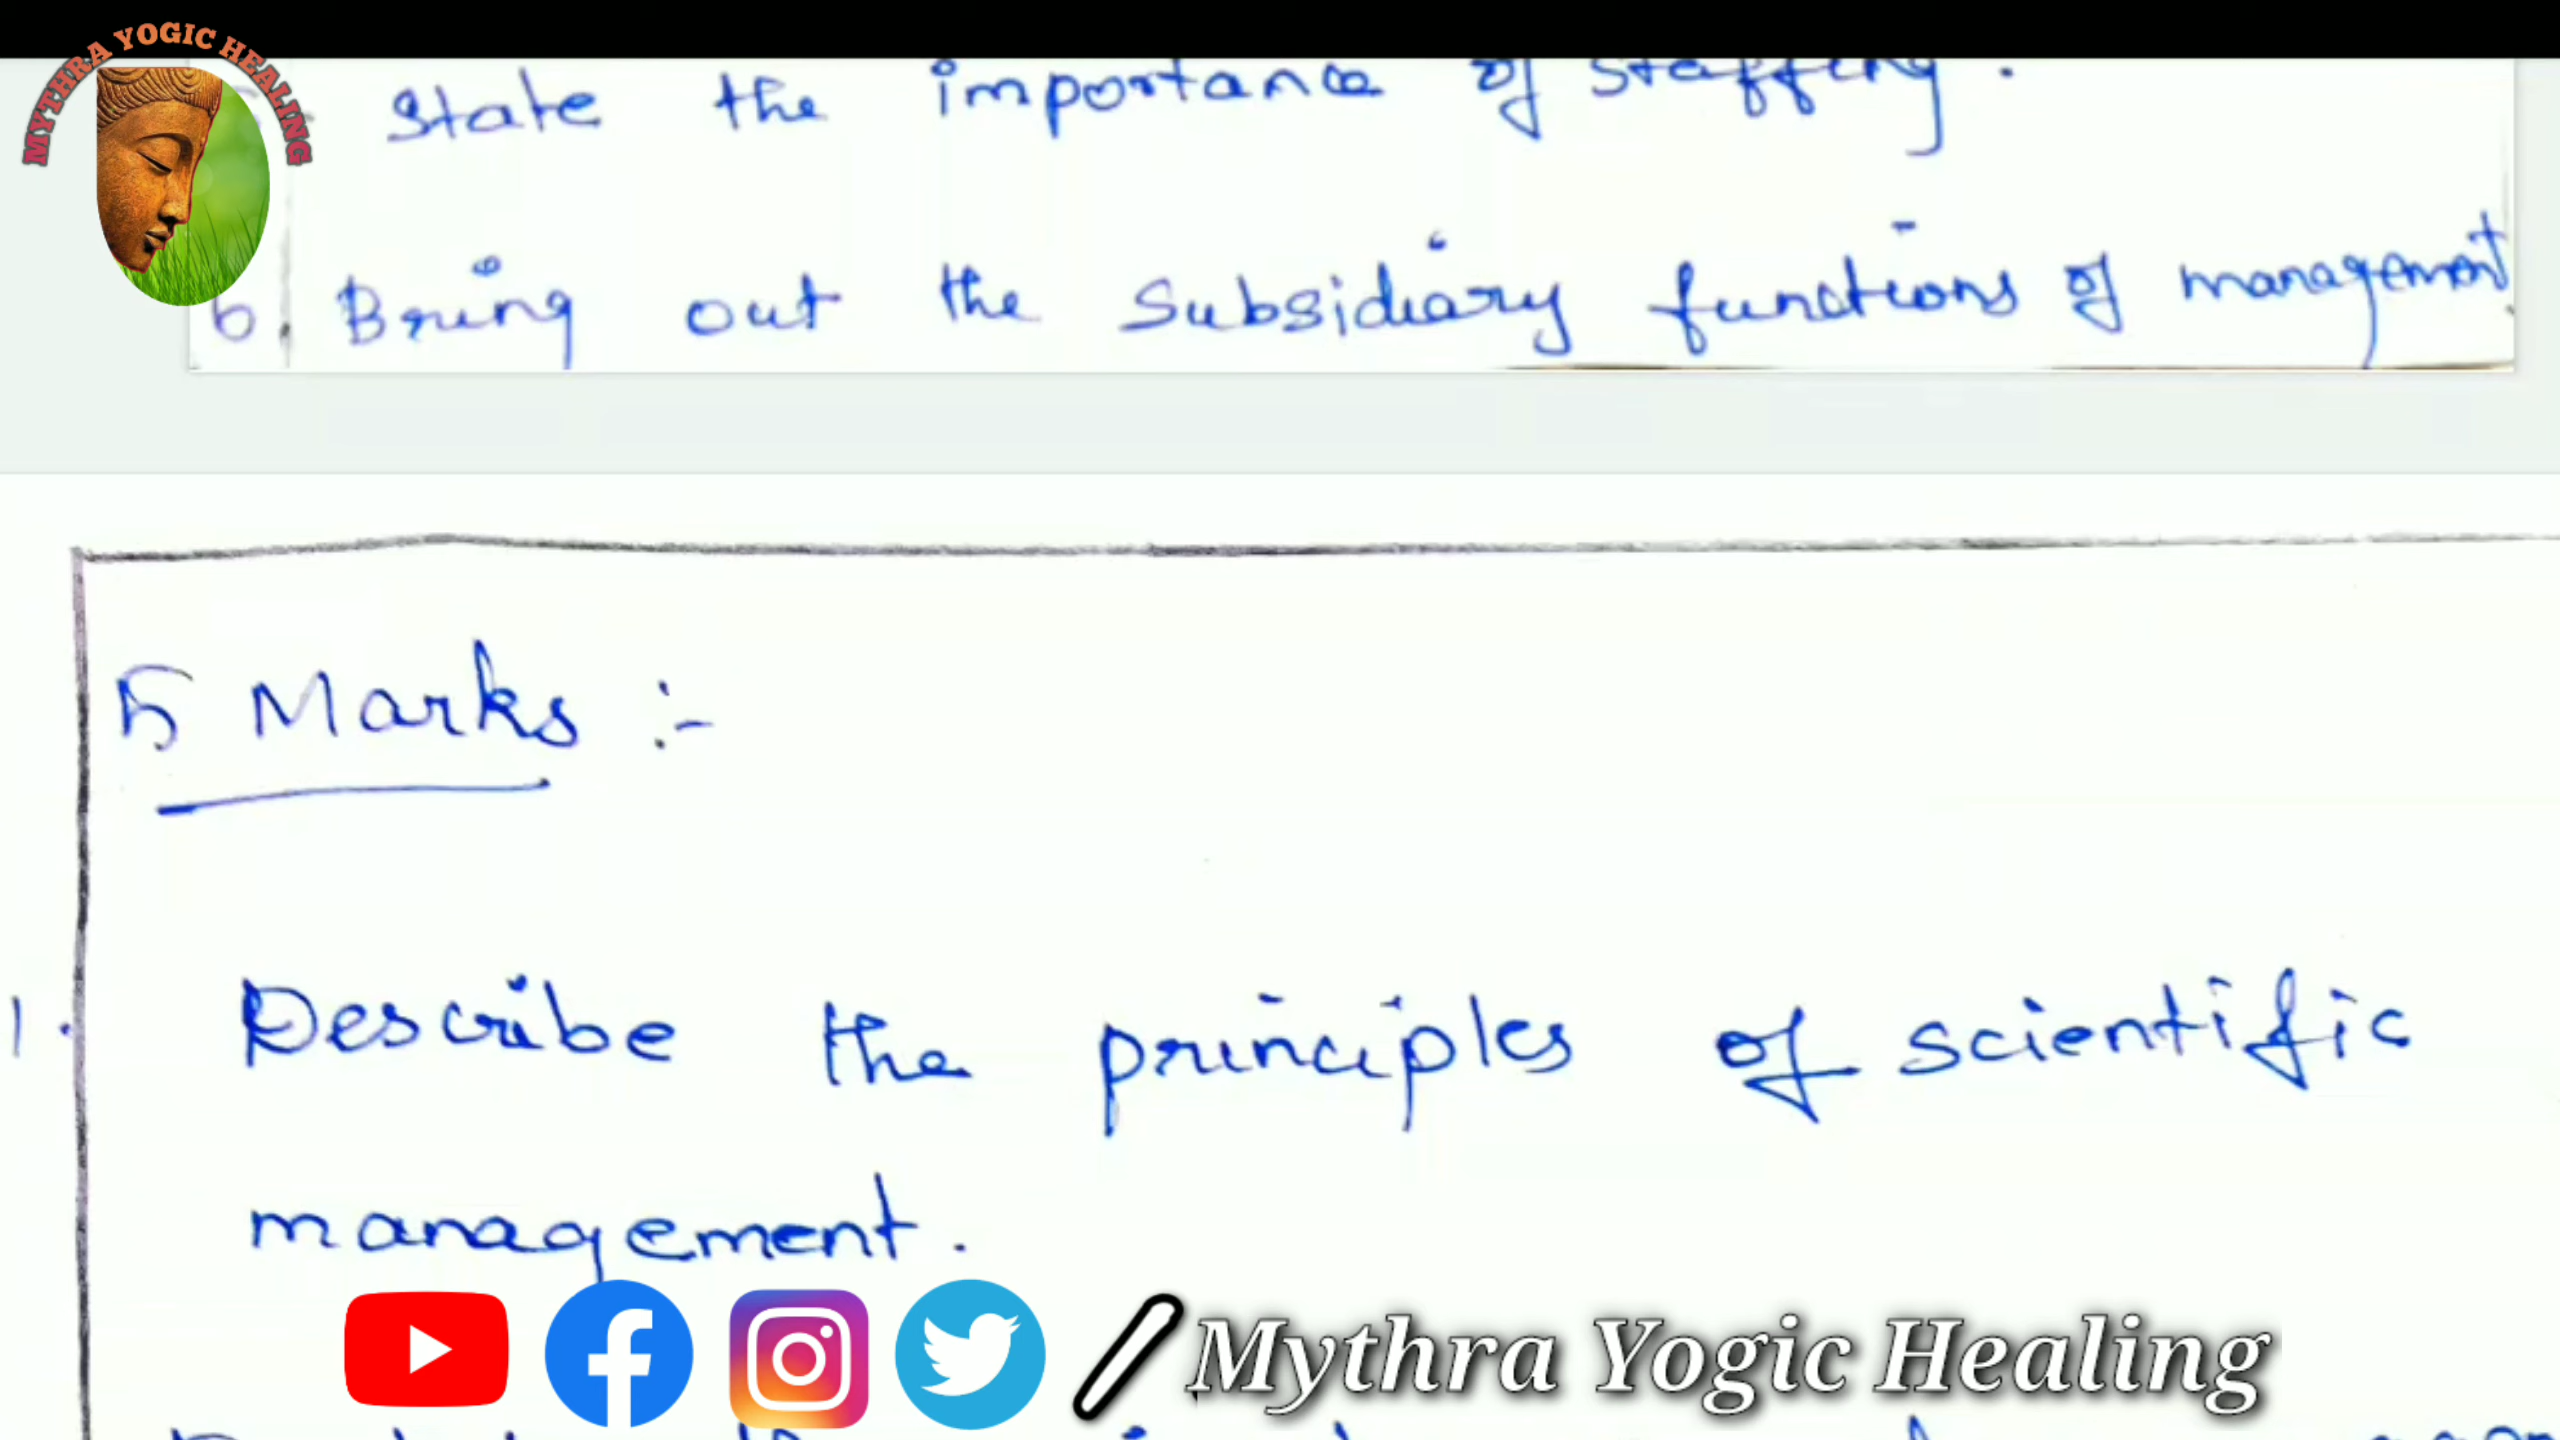 MYTHRA YOGIC HEALING
State the importance of staffing.
6. Bring out the Subsidiary functions of management.
5 Marks :-
1. Describe the principles of scientific
management.
/Mythra Yogic Healing